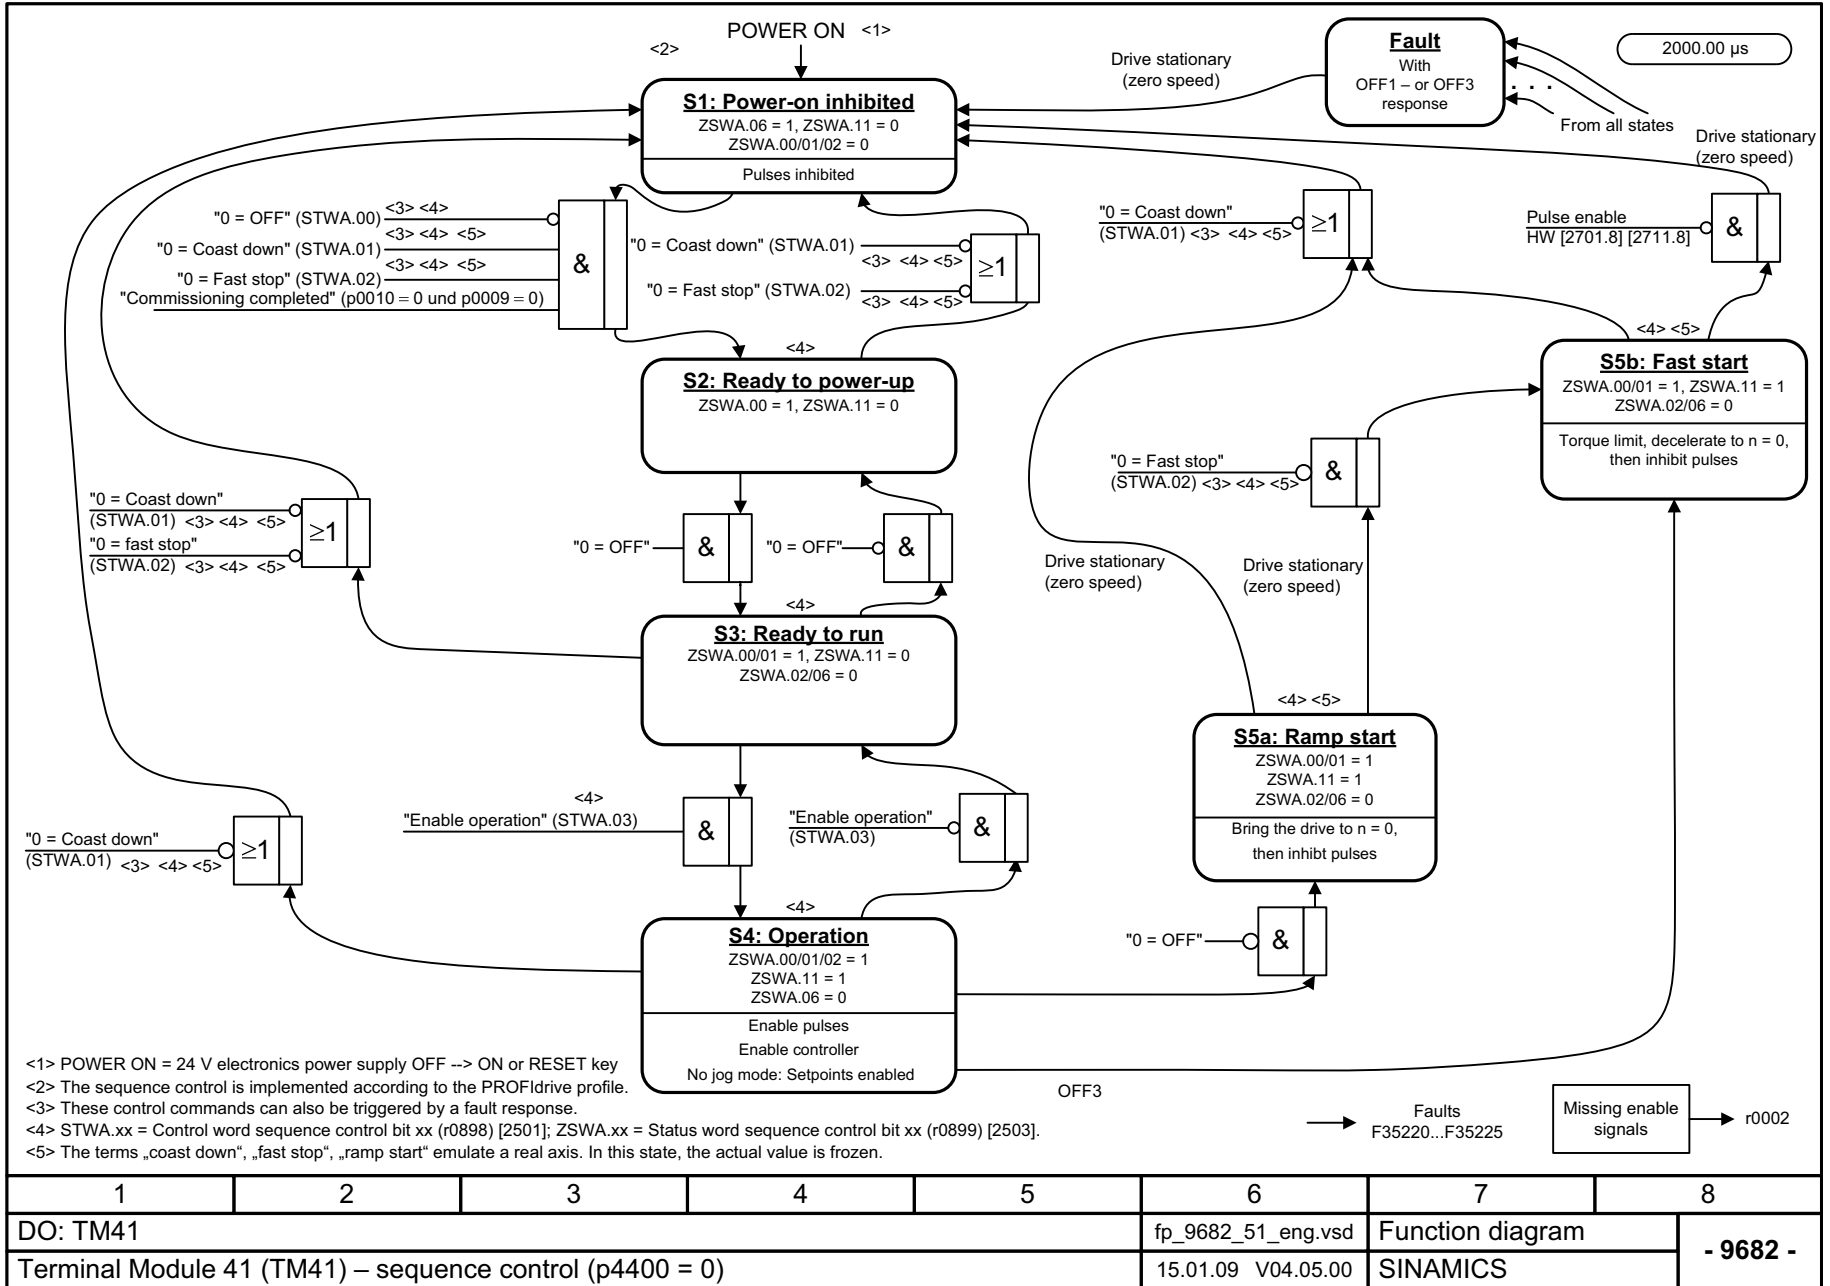 POWER ON <1>
<2>
Fault
With
OFF1 – or OFF3
response
2000.00 µs
Drive stationary
(zero speed)
. . .
From all states
Drive stationary
(zero speed)
S1: Power-on inhibited
ZSWA.06 = 1, ZSWA.11 = 0
ZSWA.00/01/02 = 0
Pulses inhibited
<3> <4>
"0 = OFF" (STWA.00)
<3> <4> <5>
"0 = Coast down" (STWA.01)
<3> <4> <5>
"0 = Fast stop" (STWA.02)
"Commissioning completed" (p0010 = 0 und p0009 = 0)
&
"0 = Coast down" (STWA.01)
<3> <4> <5>
"0 = Fast stop" (STWA.02)
<3> <4> <5>
≥1
"0 = Coast down"
(STWA.01) <3> <4> <5>
≥1
Pulse enable
HW [2701.8] [2711.8]
&
<4>
S2: Ready to power-up
ZSWA.00 = 1, ZSWA.11 = 0
<4> <5>
S5b: Fast start
ZSWA.00/01 = 1, ZSWA.11 = 1
ZSWA.02/06 = 0
Torque limit, decelerate to n = 0,
then inhibit pulses
"0 = Fast stop"
(STWA.02) <3> <4> <5>
&
"0 = Coast down"
(STWA.01) <3> <4> <5>
"0 = fast stop"
(STWA.02) <3> <4> <5>
≥1
"0 = OFF"
&
"0 = OFF"
&
Drive stationary
(zero speed)
Drive stationary
(zero speed)
<4>
S3: Ready to run
ZSWA.00/01 = 1, ZSWA.11 = 0
ZSWA.02/06 = 0
<4> <5>
S5a: Ramp start
ZSWA.00/01 = 1
ZSWA.11 = 1
ZSWA.02/06 = 0
Bring the drive to n = 0,
then inhibt pulses
"0 = Coast down"
(STWA.01) <3> <4> <5>
≥1
<4>
"Enable operation" (STWA.03)
&
"Enable operation"
(STWA.03)
&
<4>
S4: Operation
ZSWA.00/01/02 = 1
ZSWA.11 = 1
ZSWA.06 = 0
Enable pulses
Enable controller
No jog mode: Setpoints enabled
"0 = OFF"
&
OFF3
<1> POWER ON = 24 V electronics power supply OFF --> ON or RESET key
<2> The sequence control is implemented according to the PROFIdrive profile.
<3> These control commands can also be triggered by a fault response.
<4> STWA.xx = Control word sequence control bit xx (r0898) [2501]; ZSWA.xx = Status word sequence control bit xx (r0899) [2503].
<5> The terms „coast down“, „fast stop“, „ramp start“ emulate a real axis. In this state, the actual value is frozen.
Faults
F35220...F35225
Missing enable
signals
r0002
1 2 3 4 5 6 7 8
DO: TM41
fp_9682_51_eng.vsd
Function diagram
- 9682 -
Terminal Module 41 (TM41) – sequence control (p4400 = 0)
15.01.09 V04.05.00
SINAMICS